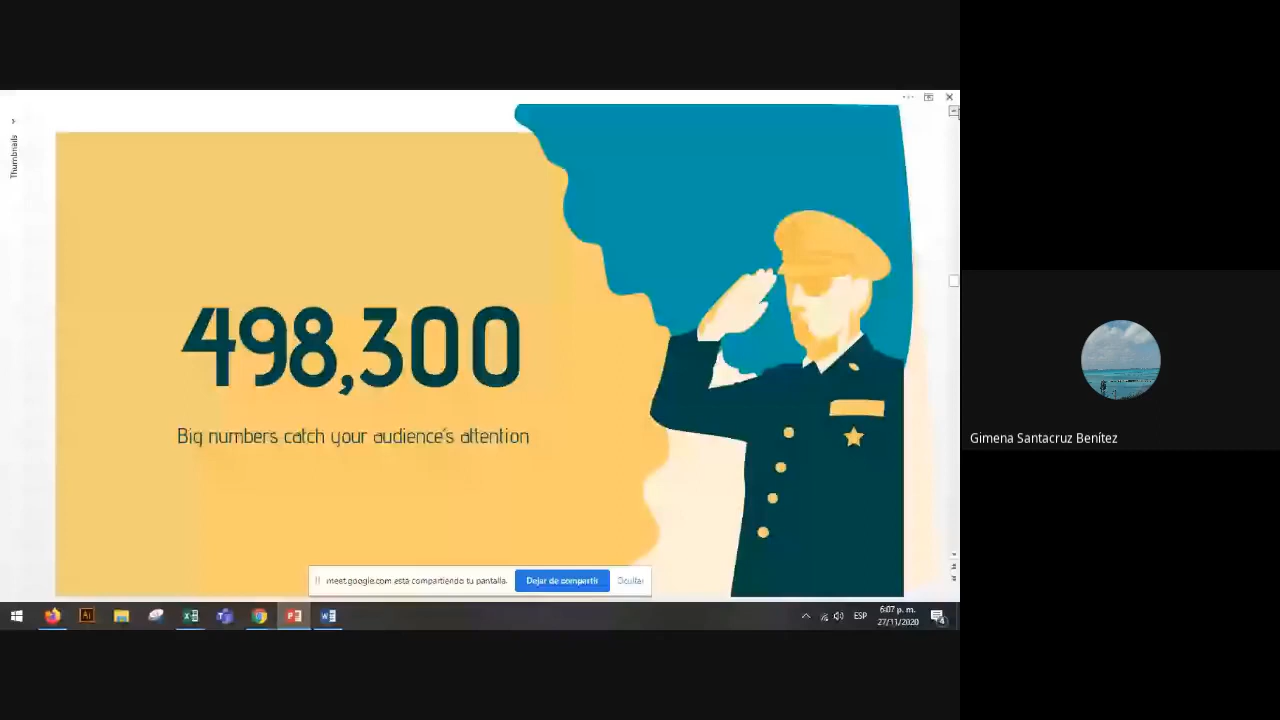 Thumbnails
498,300
Big numbers catch your audience's attention
meet.google.com está compartiendo tu pantalla.
Dejar de compartir
Ocultar
ESP
6:07 p. m.
27/11/2020
4
Gimena Santacruz Benítez